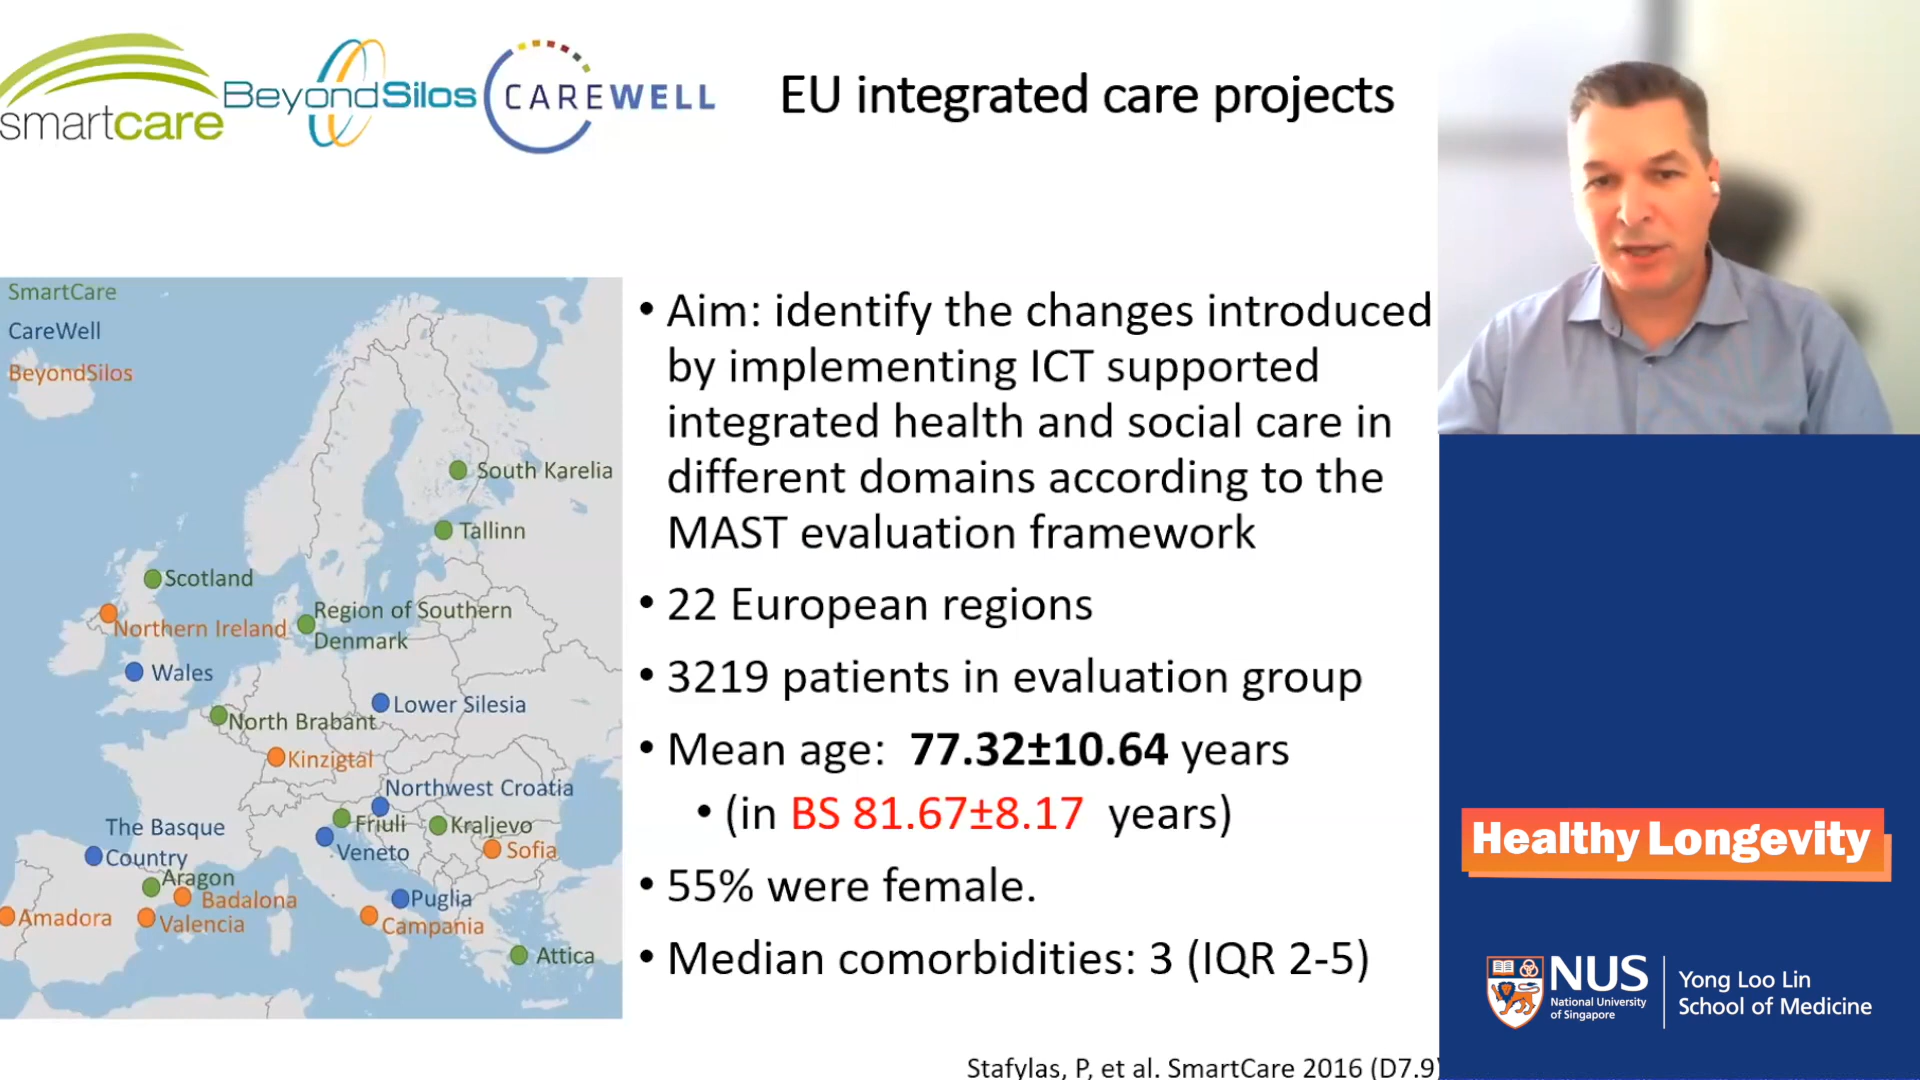 smartcare
BeyondSilos
CAREWELL
EU integrated care projects
SmartCare
CareWell
BeyondSilos
South Karelia
Tallinn
Scotland
Region of Southern
Denmark
Northern Ireland
Wales
Lower Silesia
North Brabant
Kinzigtal
Northwest Croatia
The Basque
Country
Friuli
Kraljevo
Veneto
Sofia
Aragon
Badalona
Puglia
Amadora
Valencia
Campania
Attica
• Aim: identify the changes introduced
by implementing ICT supported
integrated health and social care in
different domains according to the
MAST evaluation framework
• 22 European regions
• 3219 patients in evaluation group
• Mean age: 77.32±10.64 years
• (in BS 81.67±8.17 years)
• 55% were female.
• Median comorbidities: 3 (IQR 2-5)
Stafylas, P, et al. SmartCare 2016 (D7.9)
Healthy Longevity
NUS
National University
of Singapore
Yong Loo Lin
School of Medicine